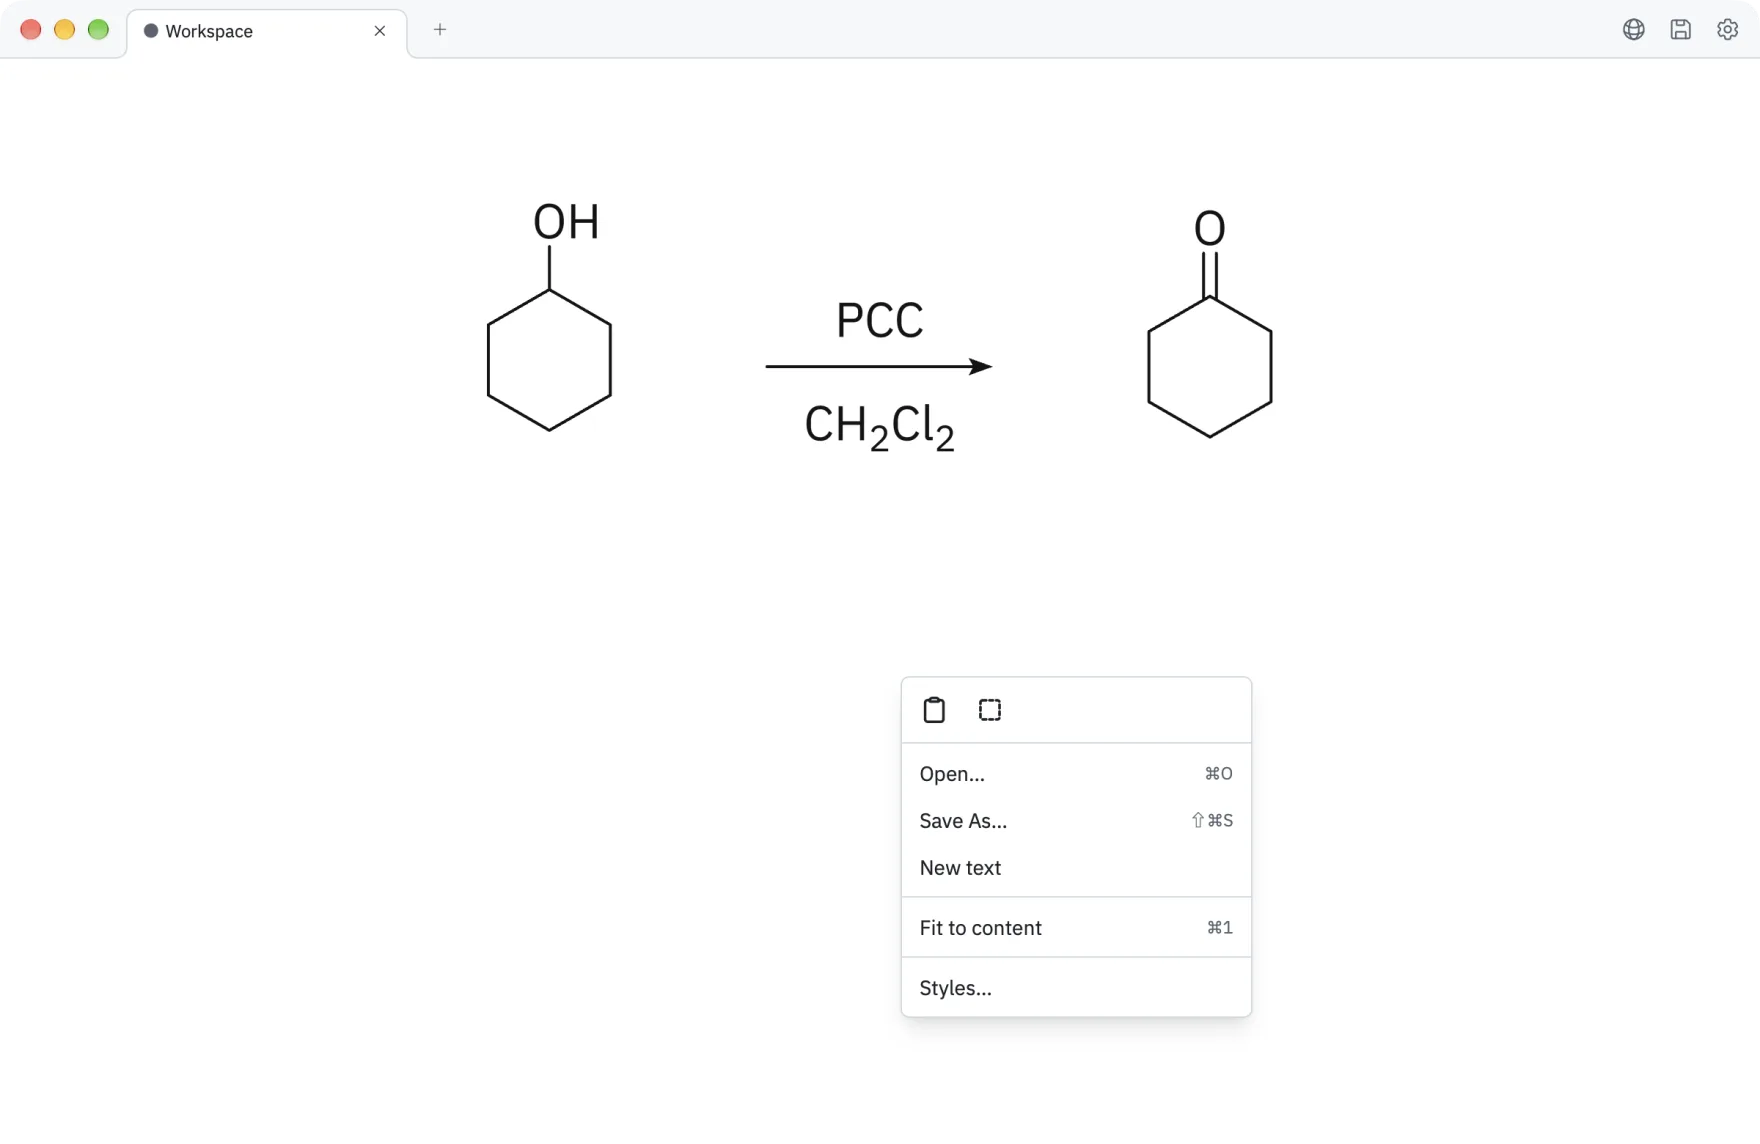 Workspace
OH
O
PCC
CH₂Cl₂
Open... ⌘O
Save As... ⇧⌘S
New text
Fit to content ⌘1
Styles...